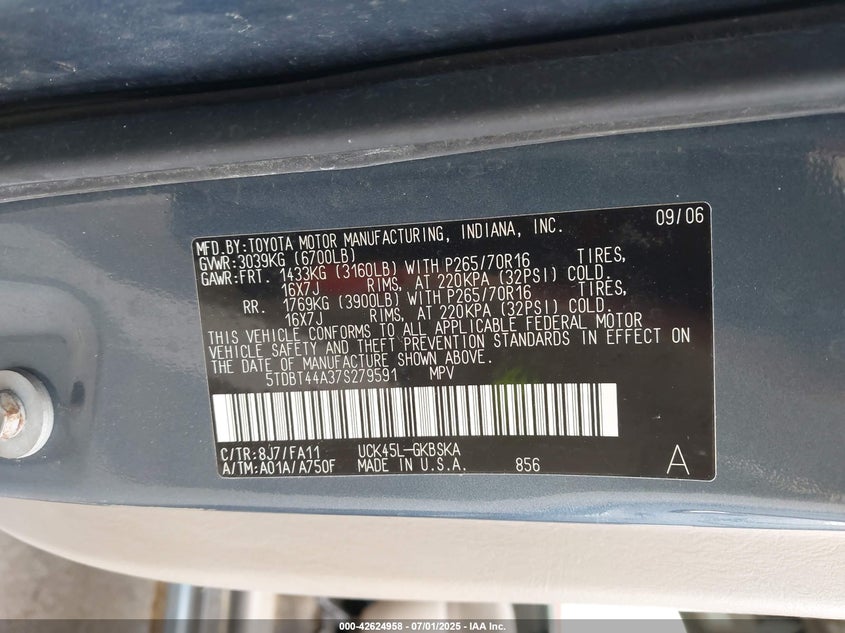 09/06
MFD.BY:TOYOTA MOTOR MANUFACTURING, INDIANA, INC.
GVWR:3039KG (6700LB)
GAWR:FRT. 1433KG (3160LB) WITH P265/70R16 TIRES,
16X7J RIMS, AT 220KPA (32PSI) COLD.
RR. 1769KG (3900LB) WITH P265/70R16 TIRES,
16X7J RIMS, AT 220KPA (32PSI) COLD.
THIS VEHICLE CONFORMS TO ALL APPLICABLE FEDERAL MOTOR
VEHICLE SAFETY AND THEFT PREVENTION STANDARDS IN EFFECT ON
THE DATE OF MANUFACTURE SHOWN ABOVE.
5TDBT44A37S279591 MPV
C/TR:8J7/FA11 UCK45L-GKBSKA
A/TM:A01A/A750F MADE IN U.S.A. 856 A
000-42624958 - 07/01/2025 - IAA Inc.